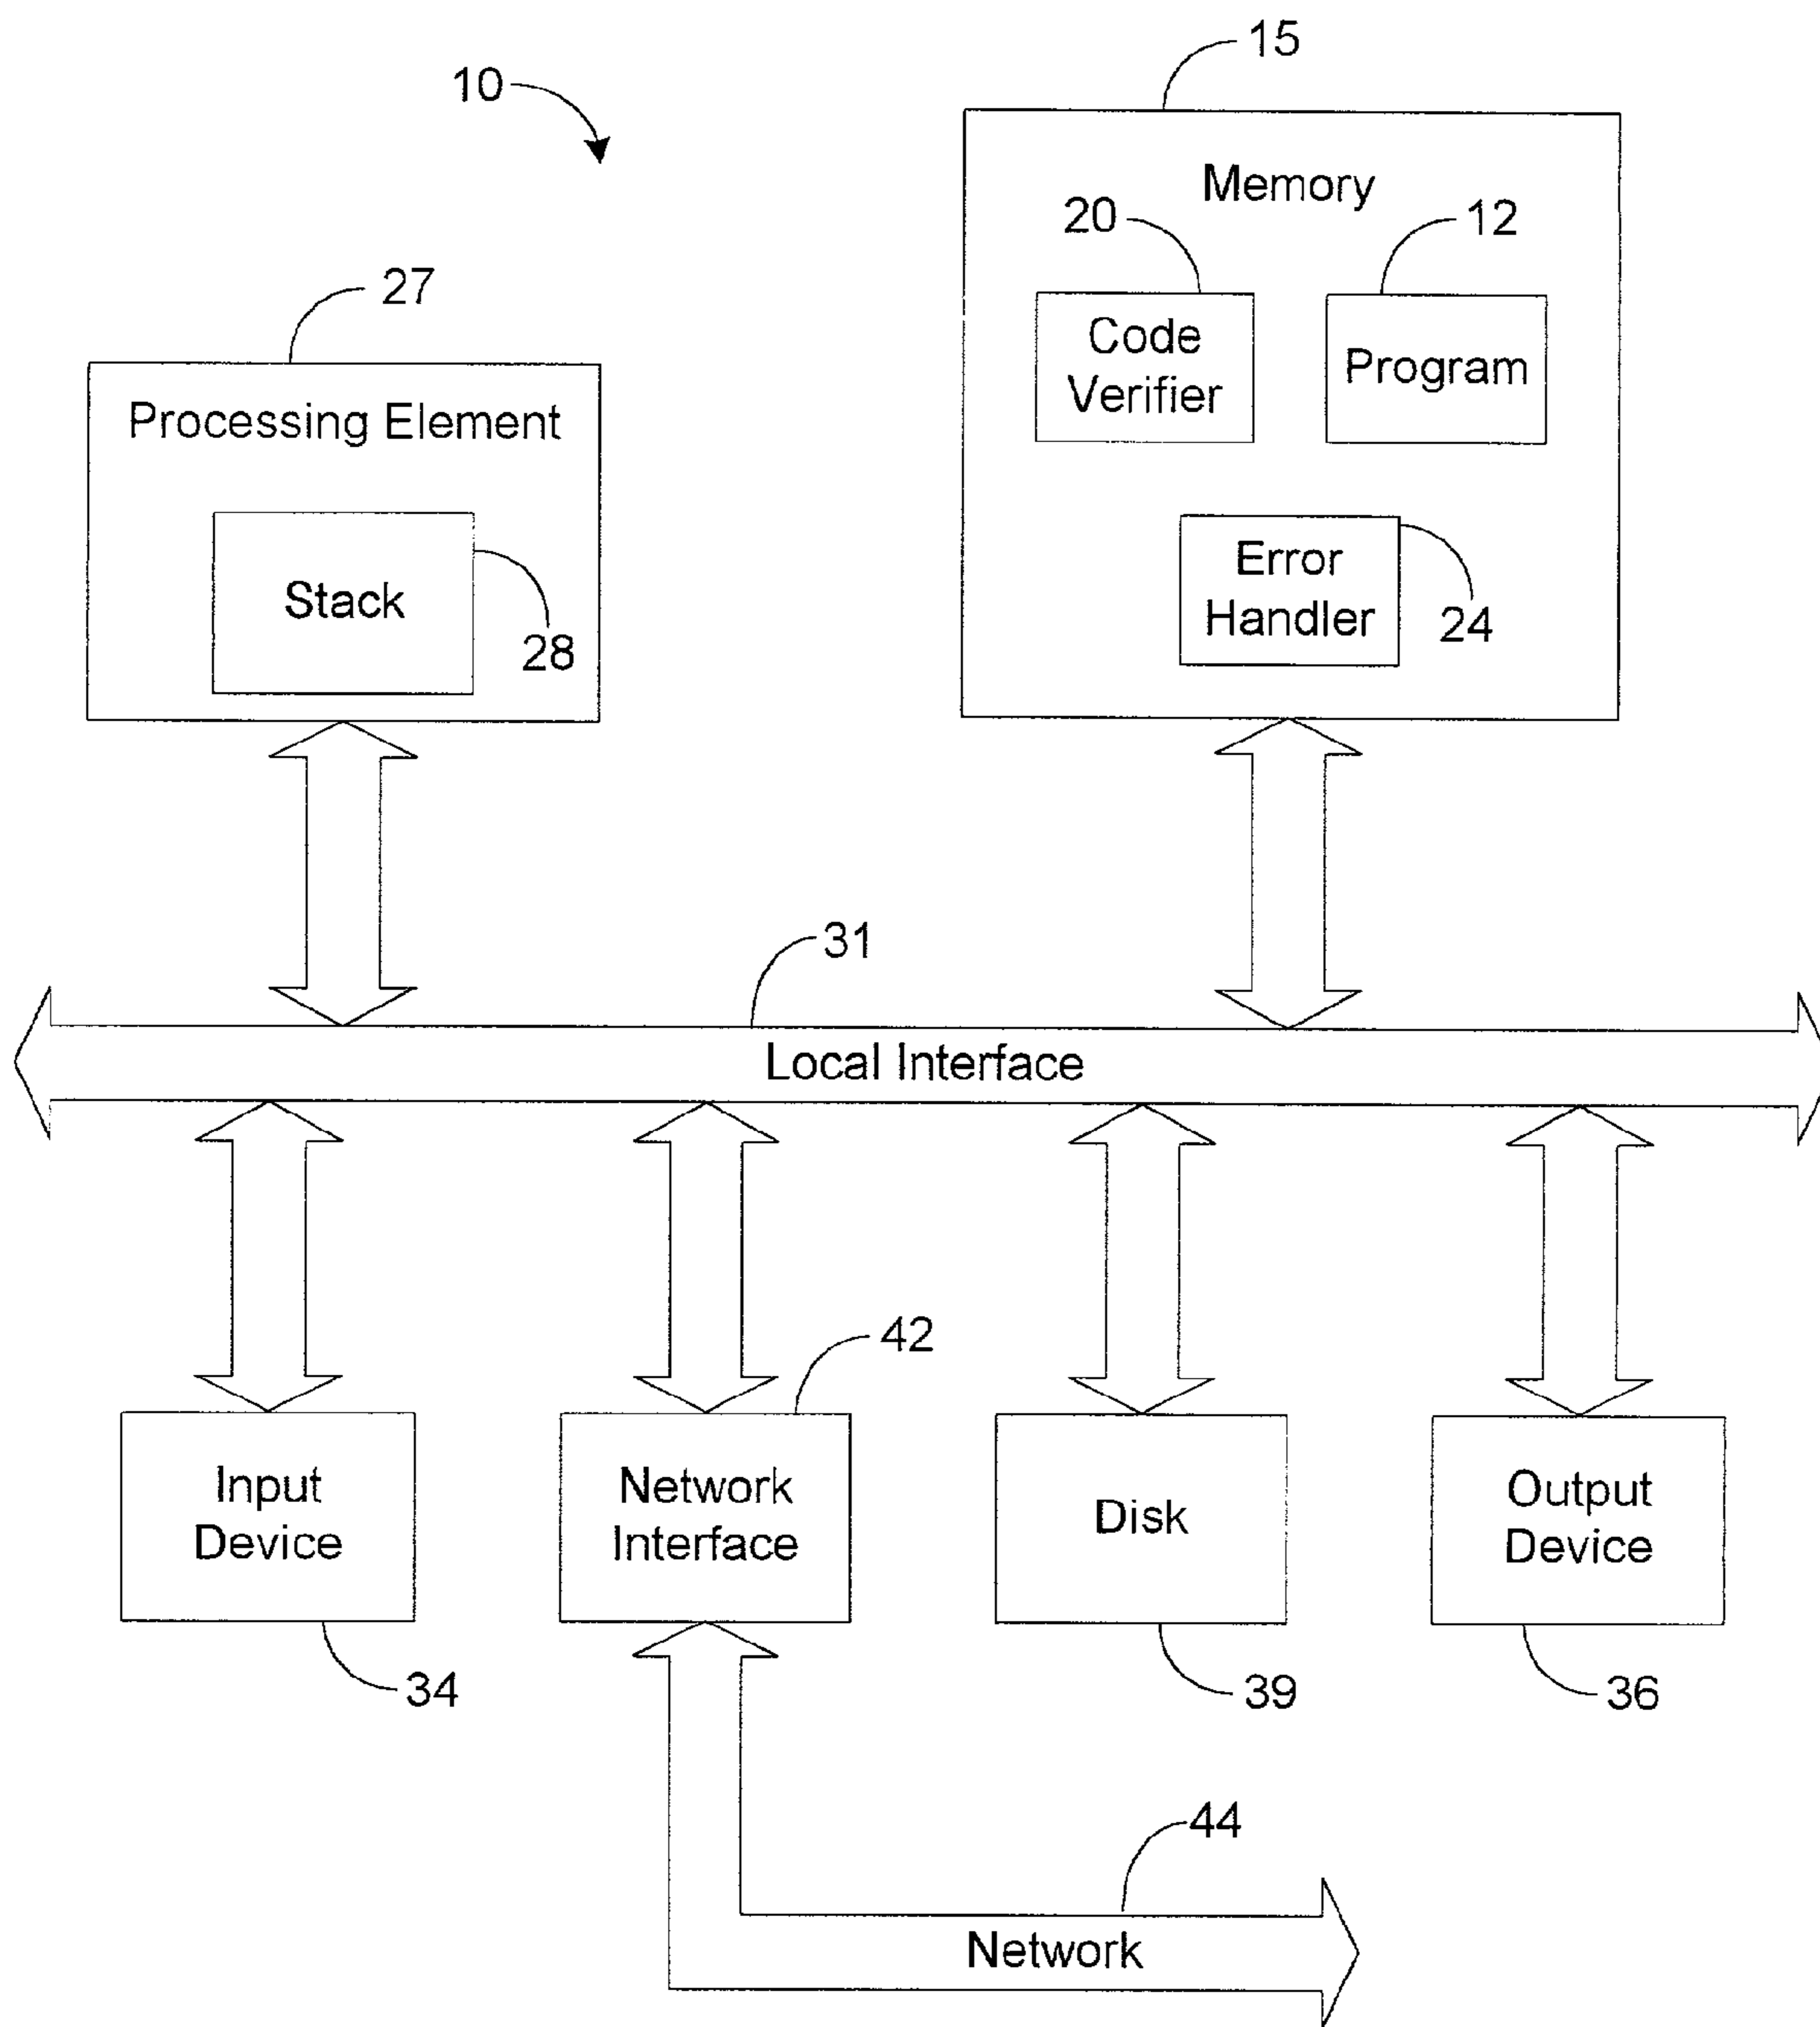 15
10
Memory
20
12
27
Code
Verifier
Program
Processing Element
Error
Handler
24
Stack
28
31
Local Interface
42
Input
Device
Network
Interface
Disk
Output
Device
34
39
36
44
Network